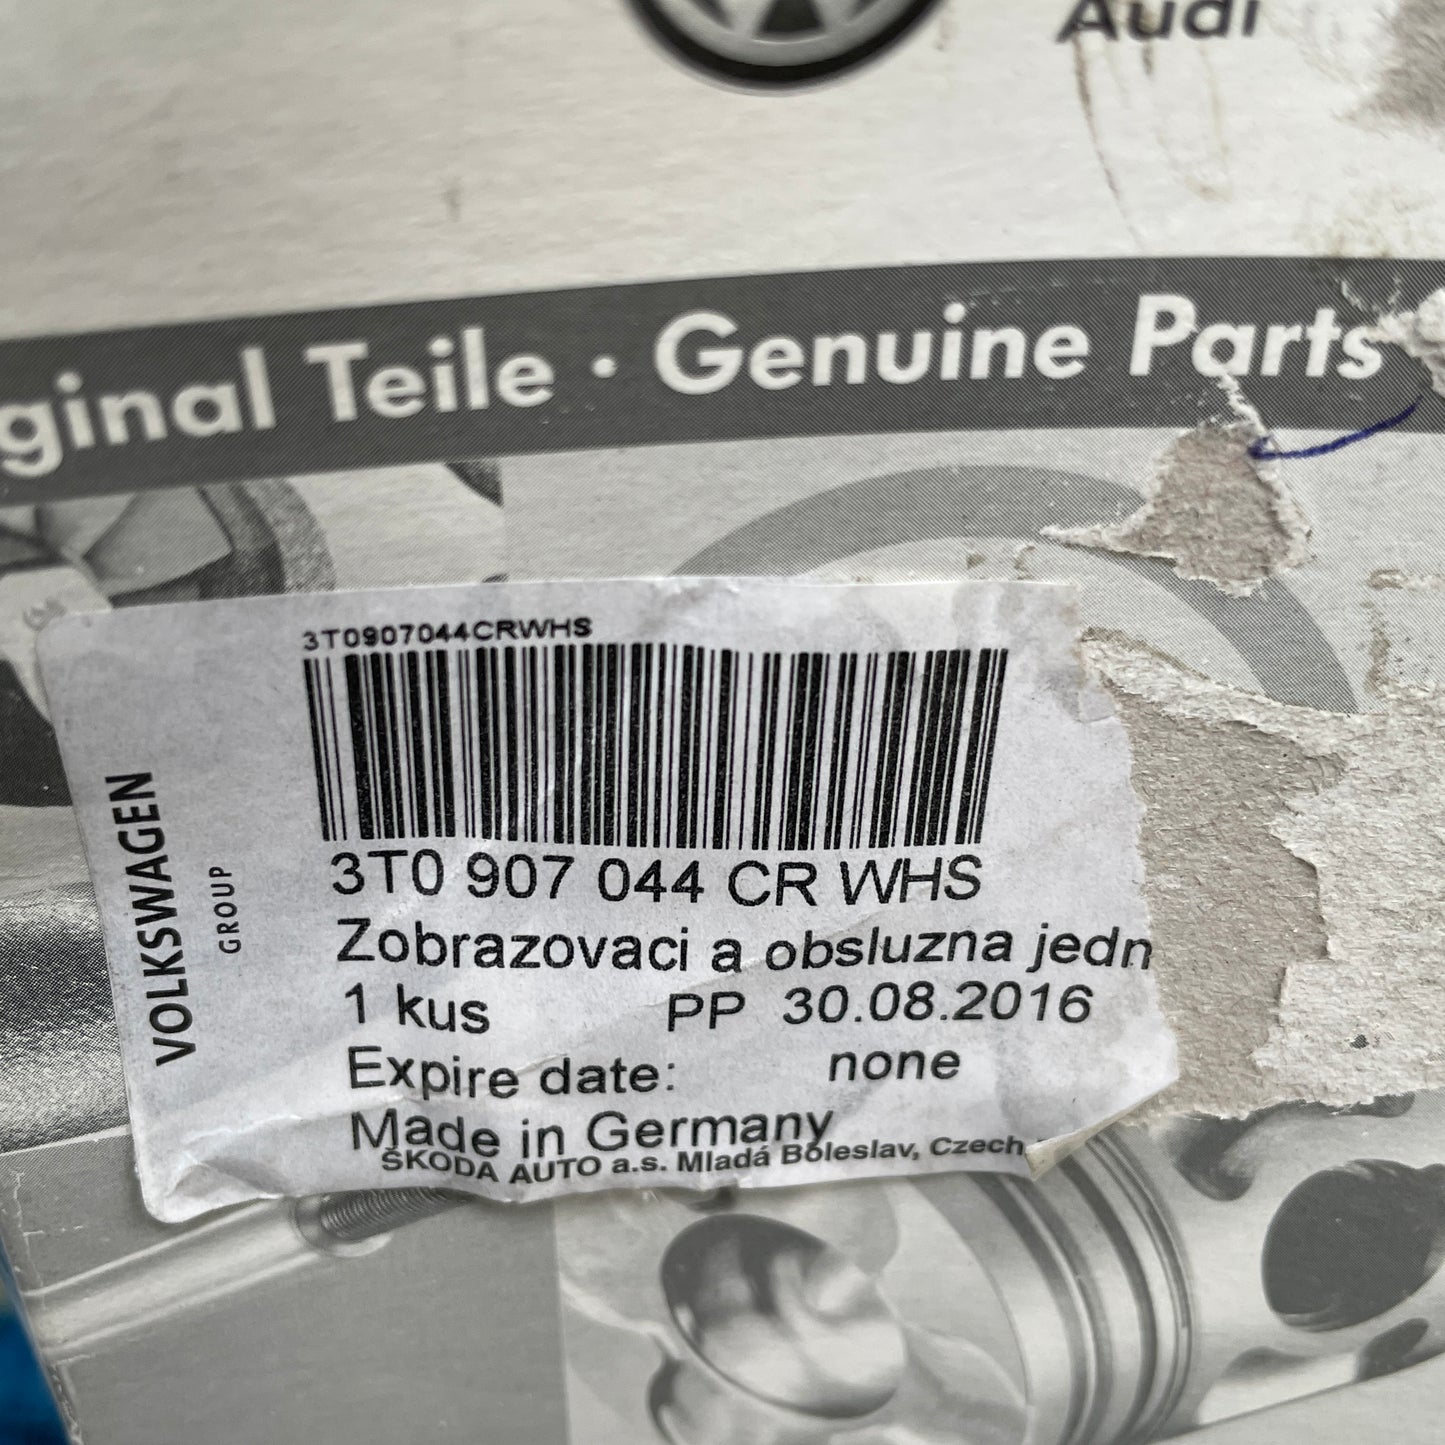 Audi
ginal Teile · Genuine Parts
3T0907044CRWHS
3T0 907 044 CR WHS
Zobrazovaci a obsluzna jedn
1 kus PP 30.08.2016
Expire date: none
Made in Germany
ŠKODA AUTO a.s. Mladá Boleslav, Czech
VOLKSWAGEN
GROUP